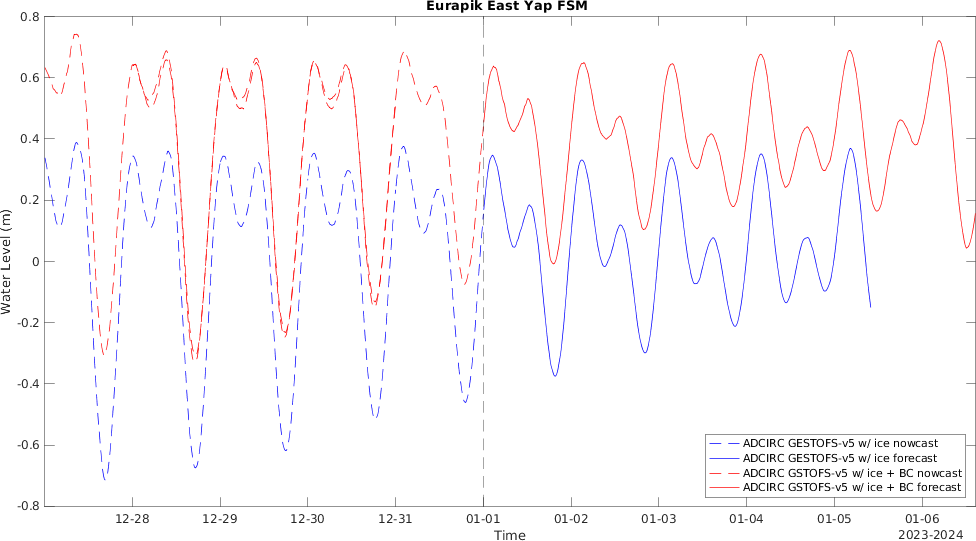 Eurapik East Yap FSM
Water Level (m)
0.8
0.6
0.4
0.2
0
-0.2
-0.4
-0.6
-0.8
12-28
12-29
12-30
12-31
01-01
01-02
01-03
01-04
01-05
01-06
Time
2023-2024
ADCIRC GESTOFS-v5 w/ ice nowcast
ADCIRC GESTOFS-v5 w/ ice forecast
ADCIRC GSTOFS-v5 w/ ice + BC nowcast
ADCIRC GSTOFS-v5 w/ ice + BC forecast